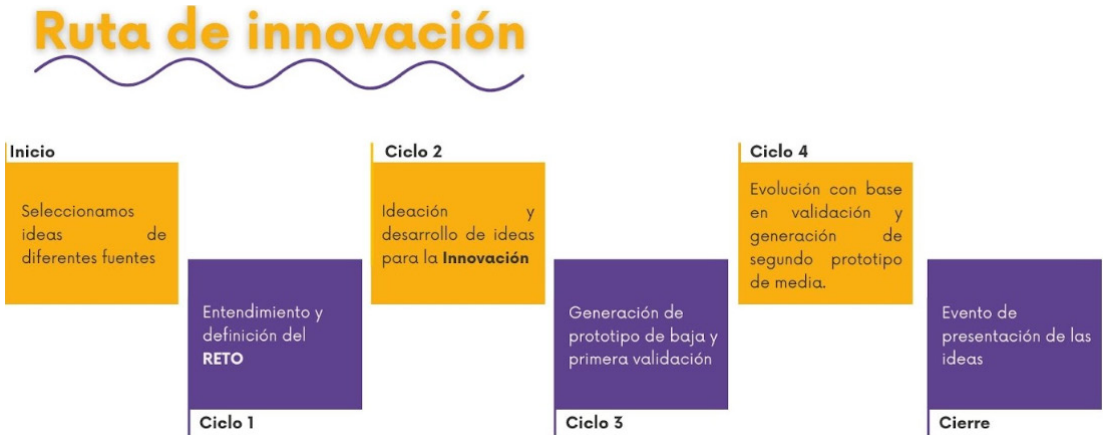 Ruta de innovación
Inicio
Seleccionamos
ideas de
diferentes fuentes
Entendimiento y
definición del
RETO
Ciclo 1
Ciclo 2
Ideación y
desarrollo de ideas
para la Innovación
Generación de
prototipo de baja y
primera validación
Ciclo 3
Ciclo 4
Evolución con base
en validación y
generación de
segundo prototipo
de media.
Evento de
presentación de las
ideas
Cierre